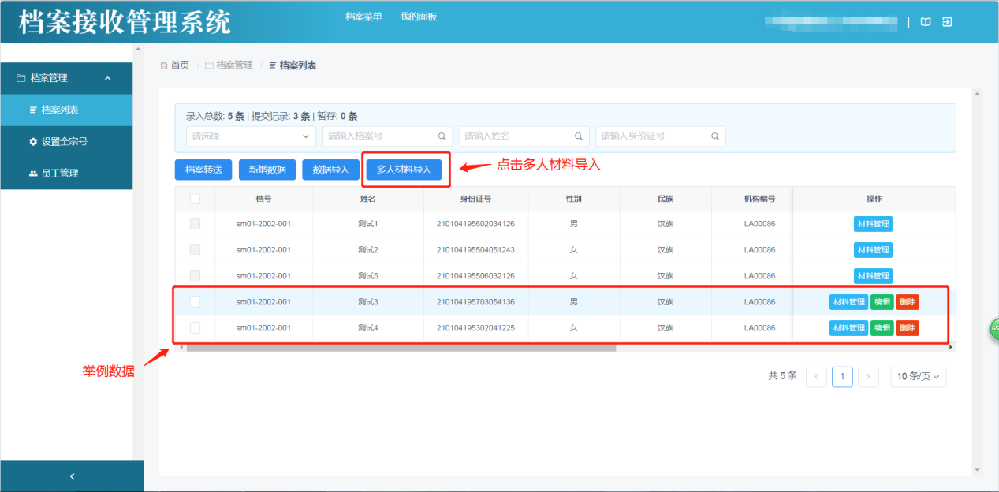 档案接收管理系统
档案菜单 我的面板
档案管理
档案列表
设置全宗号
员工管理
首页 / 档案管理 / 档案列表
录入总数: 5 条 | 提交记录: 3 条 | 暂存: 0 条
请选择 请输入档案号 请输入姓名 请输入身份证号
档案转送 新增数据 数据导入 多人材料导入 点击多人材料导入
档号 姓名 身份证号 性别 民族 机构编号 操作
sm01-2002-001 测试1 210104195602034126 男 汉族 LA00086 材料管理
sm01-2002-001 测试2 210104195504051243 女 汉族 LA00086 材料管理
sm01-2002-001 测试5 210104195506032126 女 汉族 LA00086 材料管理
sm01-2002-001 测试3 210104195703054136 男 汉族 LA00086 材料管理 编辑 删除
sm01-2002-001 测试4 210104195302041225 女 汉族 LA00086 材料管理 编辑 删除
举例数据
共 5 条 1 10 条/页